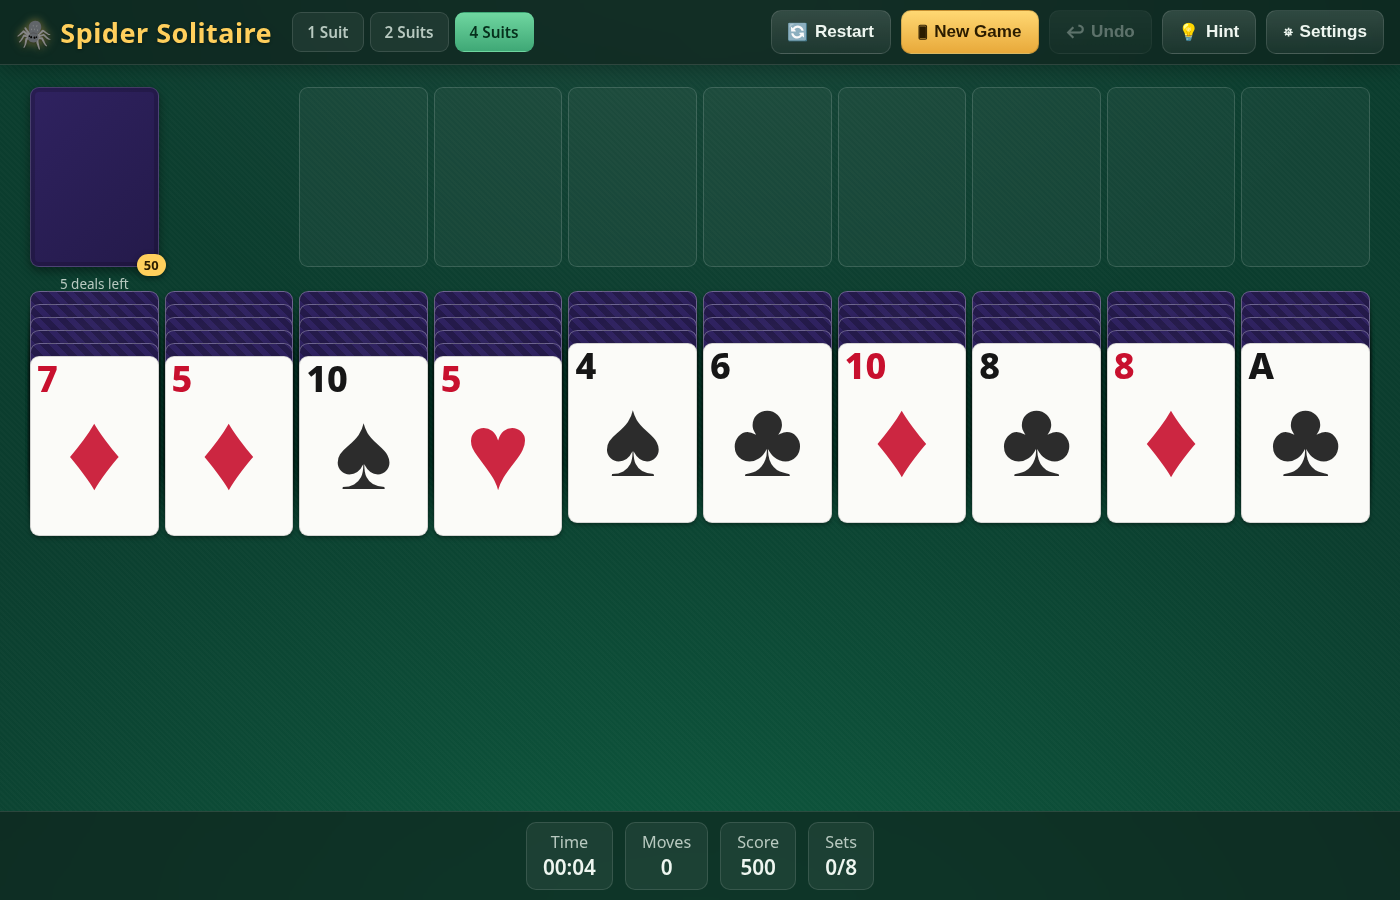 Spider Solitaire
1 Suit
2 Suits
4 Suits
Restart
New Game
Undo
Hint
Settings
50
5 deals left
7
5
10
5
4
6
10
8
8
A
Time
00:04
Moves
0
Score
500
Sets
0/8